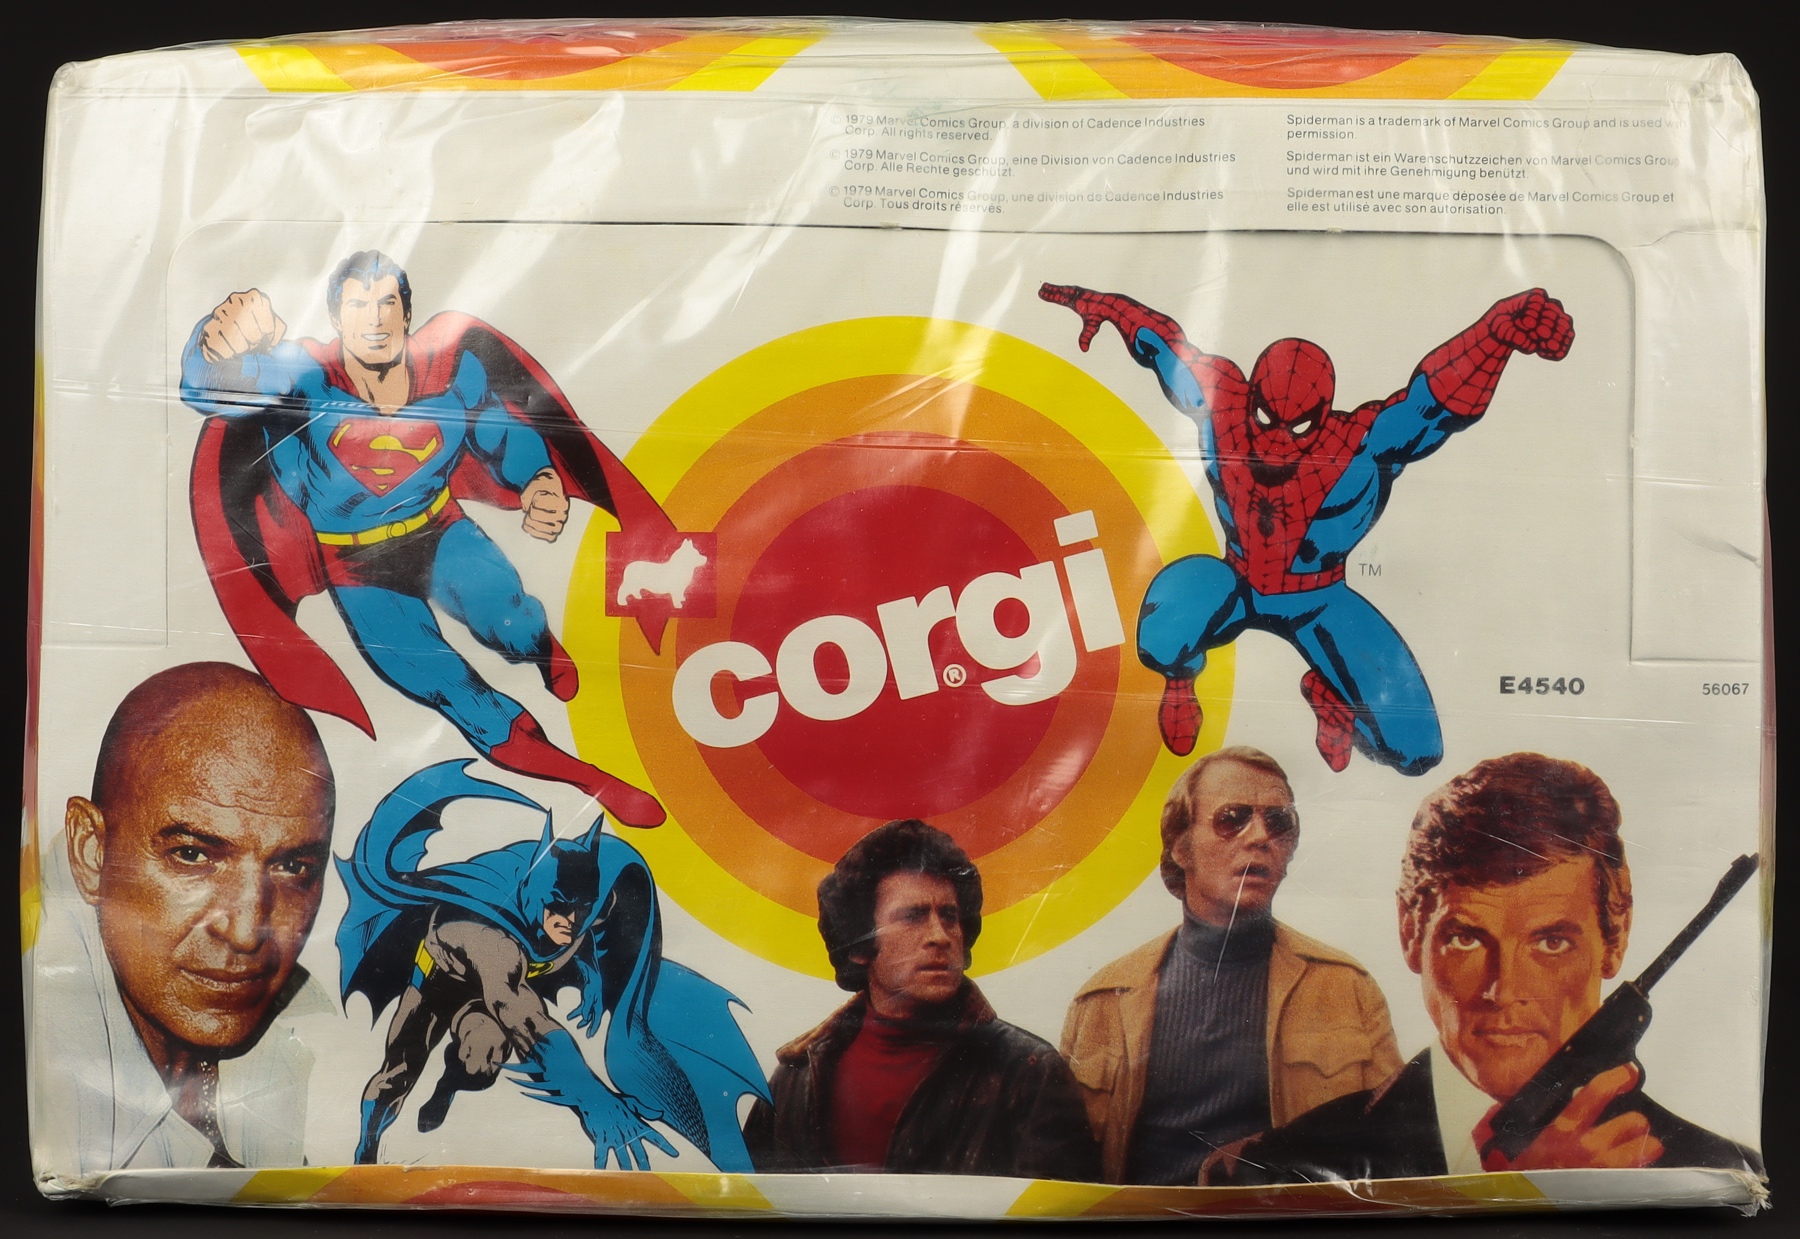 © 1979 Marvel Comics Group, a division of Cadence Industries
Corp. All rights reserved.
© 1979 Marvel Comics Group, eine Division von Cadence Industries
Corp. Alle Rechte geschützt.
© 1979 Marvel Comics Group, une division de Cadence Industries
Corp. Tous droits réservés.
Spiderman is a trademark of Marvel Comics Group and is used with
permission.
Spiderman ist ein Warenschutzzeichen von Marvel Comics Group
und wird mit ihre Genehmigung benützt.
Spiderman est une marque déposée de Marvel Comics Group et
elle est utilisé avec son autorisation.
S
corgi®
TM
E4540
56067